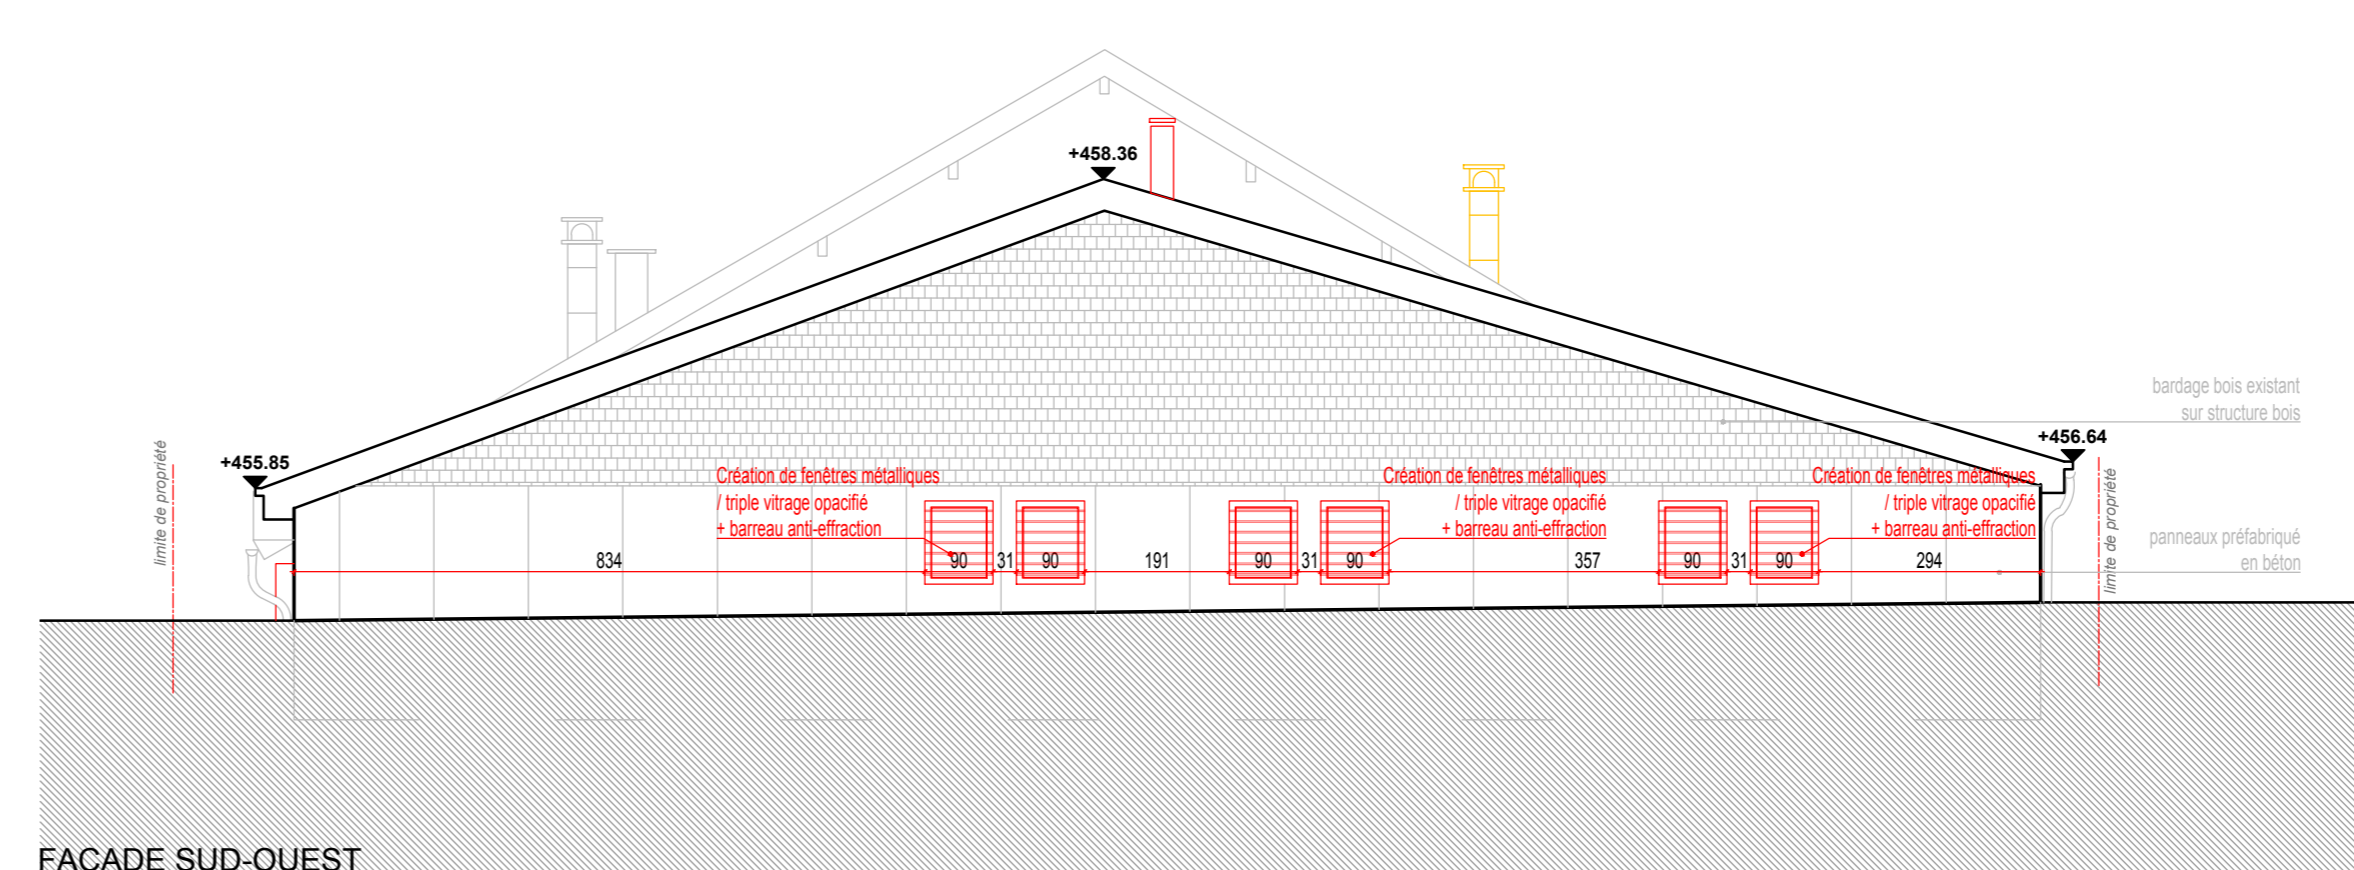 +458.36
bardage bois existant
sur structure bois
+455.85
+456.64
limite de propriété
limite de propriété
Création de fenêtres métalliques
/ triple vitrage opacifié
+ barreau anti-effraction
Création de fenêtres métalliques
/ triple vitrage opacifié
+ barreau anti-effraction
Création de fenêtres métalliques
/ triple vitrage opacifié
+ barreau anti-effraction
panneaux préfabriqué
en béton
834 90 31 90 191 90 31 90 357 90 31 90 294
FACADE SUD-OUEST